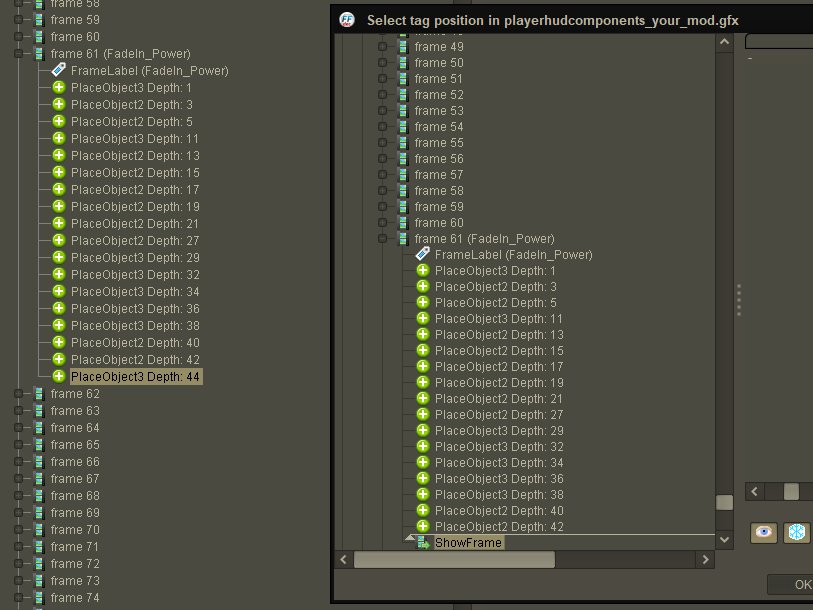 frame 58
frame 59
frame 60
frame 61 (FadeIn_Power)
FrameLabel (FadeIn_Power)
PlaceObject3 Depth: 1
PlaceObject2 Depth: 3
PlaceObject2 Depth: 5
PlaceObject3 Depth: 11
PlaceObject2 Depth: 13
PlaceObject2 Depth: 15
PlaceObject2 Depth: 17
PlaceObject2 Depth: 19
PlaceObject2 Depth: 21
PlaceObject2 Depth: 27
PlaceObject3 Depth: 29
PlaceObject2 Depth: 32
PlaceObject3 Depth: 34
PlaceObject2 Depth: 36
PlaceObject3 Depth: 38
PlaceObject2 Depth: 40
PlaceObject2 Depth: 42
PlaceObject3 Depth: 44
frame 62
frame 63
frame 64
frame 65
frame 66
frame 67
frame 68
frame 69
frame 70
frame 71
frame 72
frame 73
frame 74
Select tag position in playerhudcomponents_your_mod.gfx
frame 49
frame 50
frame 51
frame 52
frame 53
frame 54
frame 55
frame 56
frame 57
frame 58
frame 59
frame 60
frame 61 (FadeIn_Power)
FrameLabel (FadeIn_Power)
PlaceObject3 Depth: 1
PlaceObject2 Depth: 3
PlaceObject2 Depth: 5
PlaceObject3 Depth: 11
PlaceObject2 Depth: 13
PlaceObject2 Depth: 15
PlaceObject2 Depth: 17
PlaceObject2 Depth: 19
PlaceObject2 Depth: 21
PlaceObject2 Depth: 27
PlaceObject3 Depth: 29
PlaceObject2 Depth: 32
PlaceObject3 Depth: 34
PlaceObject2 Depth: 36
PlaceObject3 Depth: 38
PlaceObject2 Depth: 40
PlaceObject2 Depth: 42
ShowFrame
-
OK